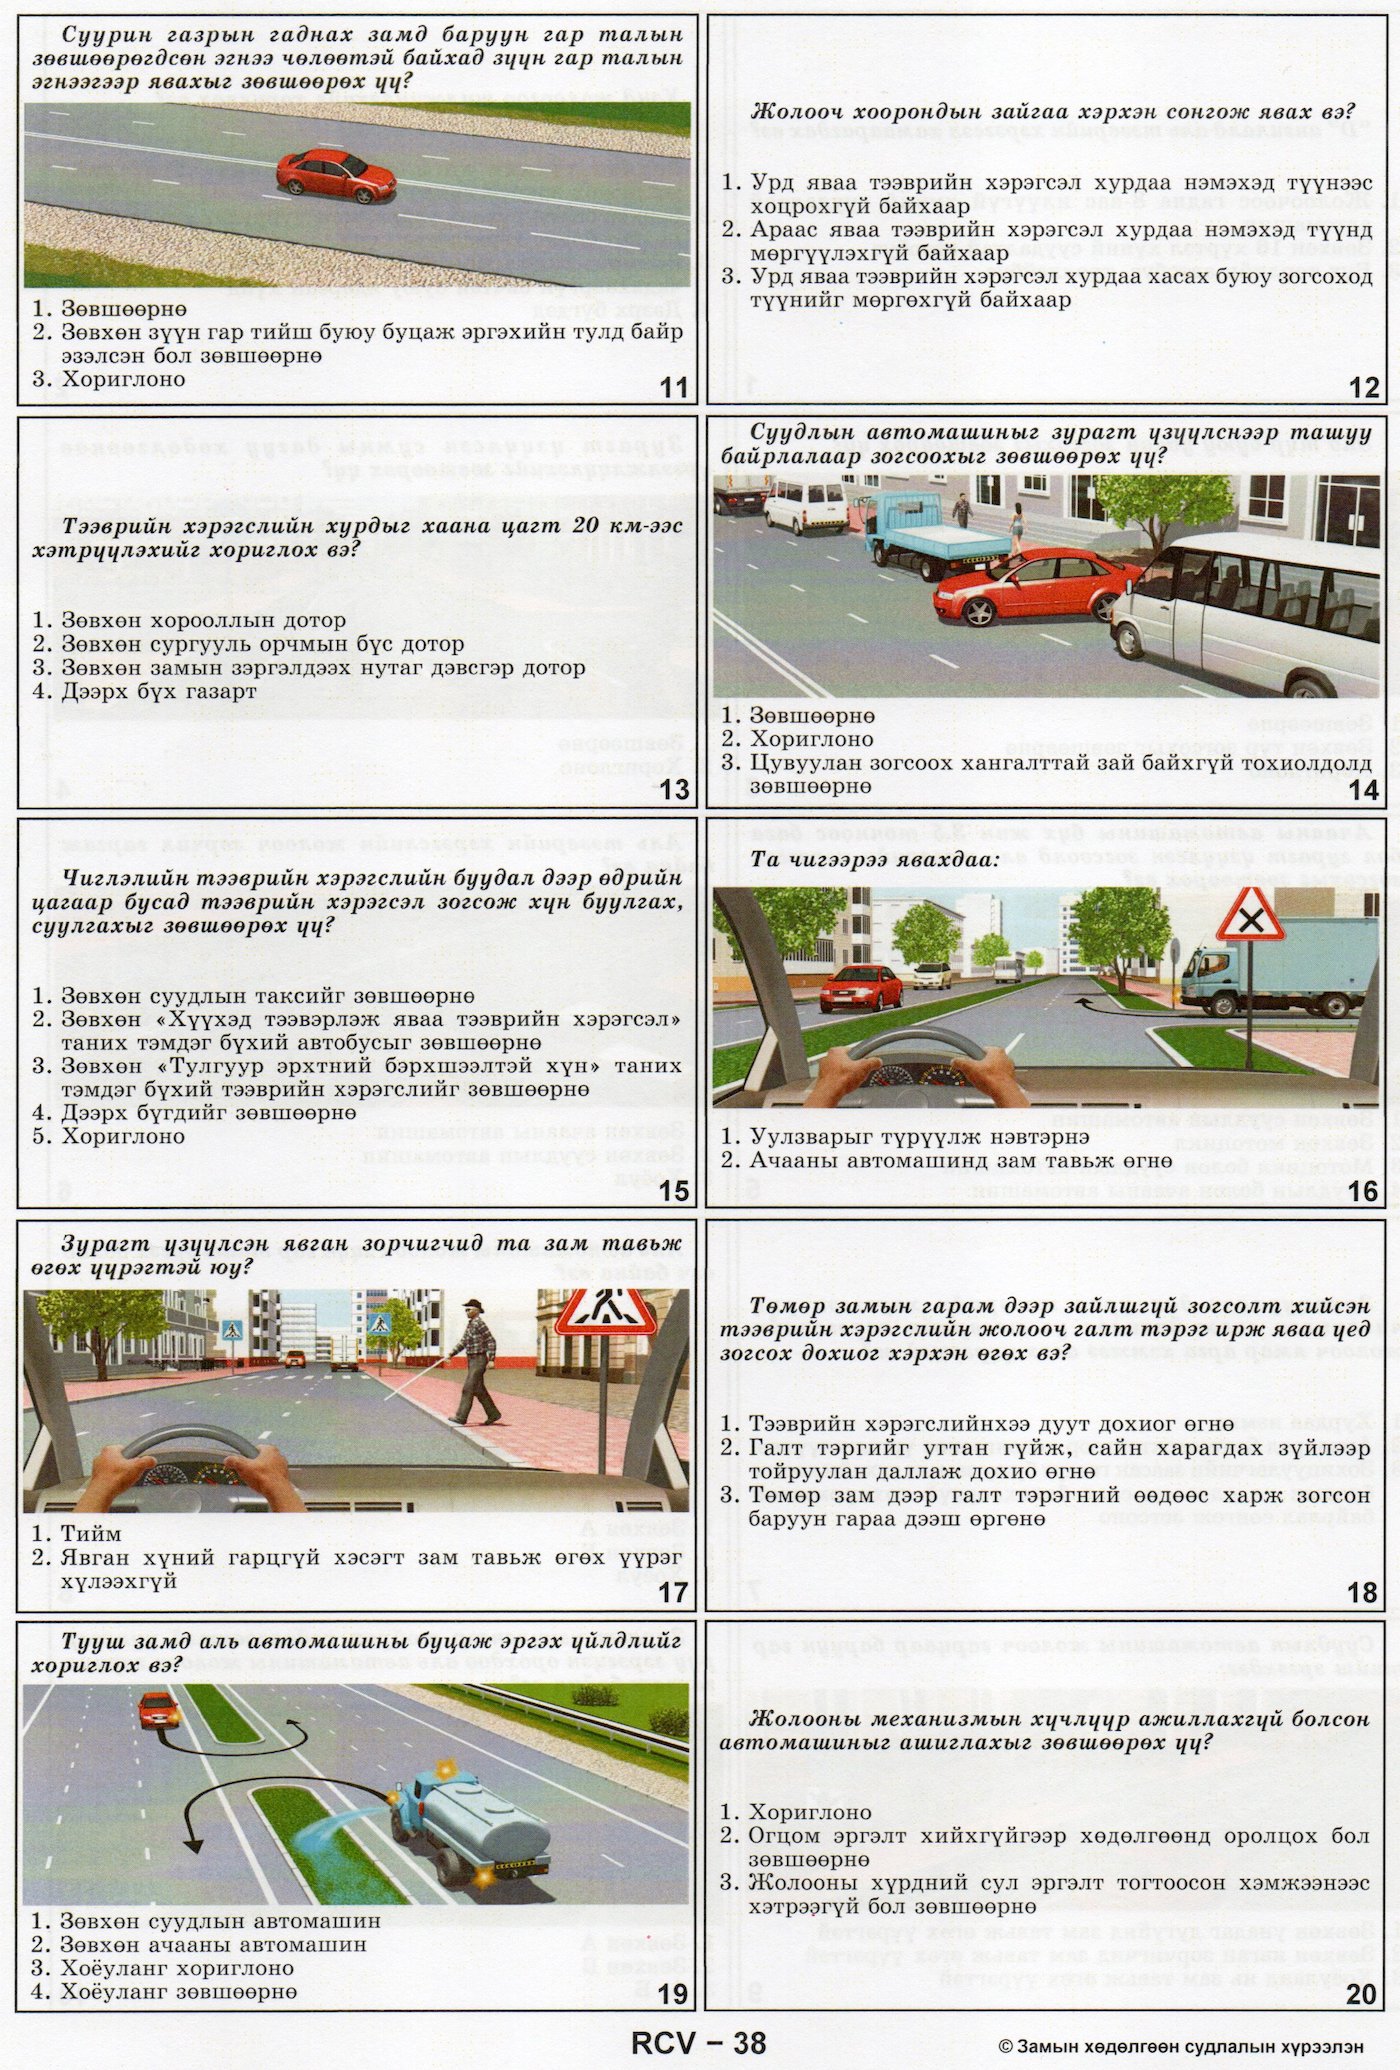 Суурин газрын гаднах замд баруун гар талын
зөвшөөрөгдсөн эгнээ чөлөөтэй байхад зүүн гар талын
эгнээгээр явахыг зөвшөөрөх үү?
1. Зөвшөөрнө
2. Зөвхөн зүүн гар тийш буюу буцаж эргэхийн тулд байр
эзэлсэн бол зөвшөөрнө
3. Хориглоно
11
Жолооч хоорондын зайгаа хэрхэн сонгож явах вэ?
1. Урд яваа тээврийн хэрэгсэл хурдаа нэмэхэд түүнээс
хоцрохгүй байхаар
2. Араас яваа тээврийн хэрэгсэл хурдаа нэмэхэд түүнд
мөргүүлэхгүй байхаар
3. Урд яваа тээврийн хэрэгсэл хурдаа хасах буюу зогсоход
түүнийг мөргөхгүй байхаар
12
Тээврийн хэрэгслийн хурдыг хаана цагт 20 км-ээс
хэтрүүлэхийг хориглох вэ?
1. Зөвхөн хорооллын дотор
2. Зөвхөн сургууль орчмын бүс дотор
3. Зөвхөн замын зэргэлдээх нутаг дэвсгэр дотор
4. Дээрх бүх газарт
13
Суудлын автомашиныг зурагт үзүүлснээр ташуу
байрлалаар зогсоохыг зөвшөөрөх үү?
1. Зөвшөөрнө
2. Хориглоно
3. Цувуулан зогсоох хангалттай зай байхгүй тохиолдолд
зөвшөөрнө
14
Чиглэлийн тээврийн хэрэгслийн буудал дээр өдрийн
цагаар бусад тээврийн хэрэгсэл зогсож хүн буулгах,
суулгахыг зөвшөөрөх үү?
1. Зөвхөн суудлын таксийг зөвшөөрнө
2. Зөвхөн «Хүүхэд тээвэрлэж яваа тээврийн хэрэгсэл»
таних тэмдэг бүхий автобусыг зөвшөөрнө
3. Зөвхөн «Тулгуур эрхтний бэрхшээлтэй хүн» таних
тэмдэг бүхий тээврийн хэрэгслийг зөвшөөрнө
4. Дээрх бүгдийг зөвшөөрнө
5. Хориглоно
15
Та чигээрээ явахдаа:
1. Уулзварыг түрүүлж нэвтэрнэ
2. Ачааны автомашинд зам тавьж өгнө
16
Зурагт үзүүлсэн явган зорчигчид та зам тавьж
өгөх үүрэгтэй юу?
1. Тийм
2. Явган хүний гарцгүй хэсэгт зам тавьж өгөх үүрэг
хүлээхгүй
17
Төмөр замын гарам дээр зайлшгүй зогсолт хийсэн
тээврийн хэрэгслийн жолооч галт тэрэг ирж яваа үед
зогсох дохиог хэрхэн өгөх вэ?
1. Тээврийн хэрэгслийнхээ дуут дохиог өгнө
2. Галт тэргийг угтан гүйж, сайн харагдах зүйлээр
тойруулан даллаж дохио өгнө
3. Төмөр зам дээр галт тэрэгний өөдөөс харж зогсон
баруун гараа дээш өргөнө
18
Тууш замд аль автомашины буцаж эргэх үйлдлийг
хориглох вэ?
1. Зөвхөн суудлын автомашин
2. Зөвхөн ачааны автомашин
3. Хоёуланг хориглоно
4. Хоёуланг зөвшөөрнө
19
Жолооны механизмын хүчлүүр ажиллахгүй болсон
автомашиныг ашиглахыг зөвшөөрөх үү?
1. Хориглоно
2. Огцом эргэлт хийхгүйгээр хөдөлгөөнд оролцох бол
зөвшөөрнө
3. Жолооны хүрдний сул эргэлт тогтоосон хэмжээнээс
хэтрээгүй бол зөвшөөрнө
20
RCV – 38
© Замын хөдөлгөөн судлалын хүрээлэн